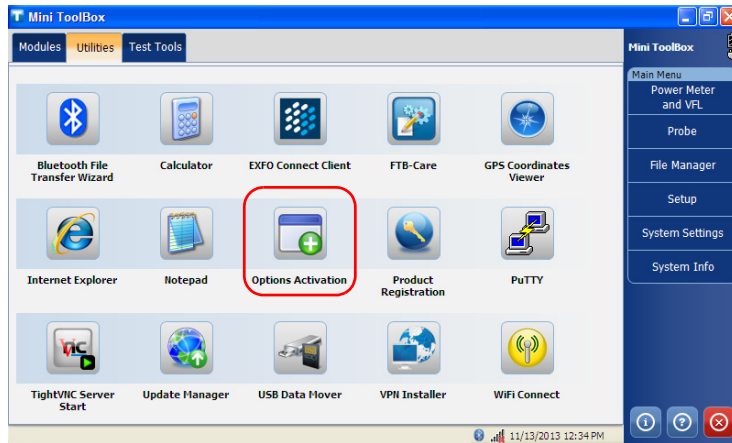 Mini ToolBox
Modules Utilities Test Tools
Mini ToolBox
Main Menu
Power Meter
and VFL
Probe
File Manager
Setup
System Settings
System Info
Bluetooth File
Transfer Wizard
Calculator
EXFO Connect Client
FTB-Care
GPS Coordinates
Viewer
Internet Explorer
Notepad
Options Activation
Product
Registration
PuTTY
VNC
TightVNC Server
Start
Update Manager
USB Data Mover
VPN Installer
WiFi Connect
11/13/2013 12:34 PM